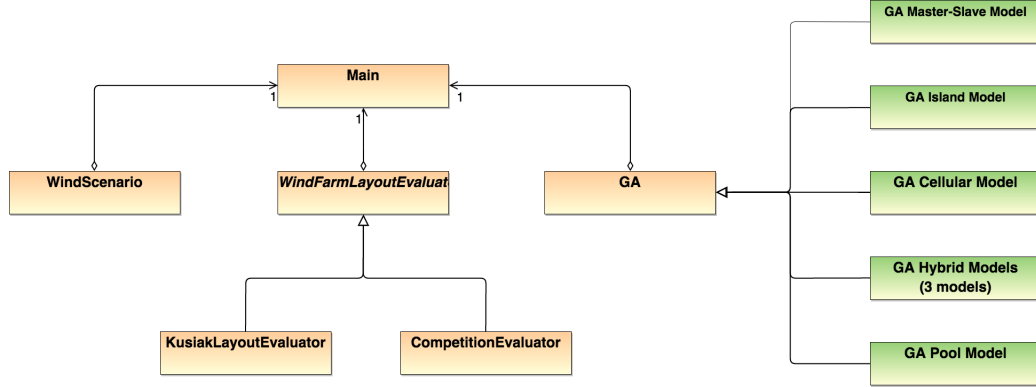 GA Master-Slave Model
Main
1
1
1
GA Island Model
WindScenario
WindFarmLayoutEvaluat
GA
GA Cellular Model
GA Hybrid Models
(3 models)
KusiakLayoutEvaluator
CompetitionEvaluator
GA Pool Model